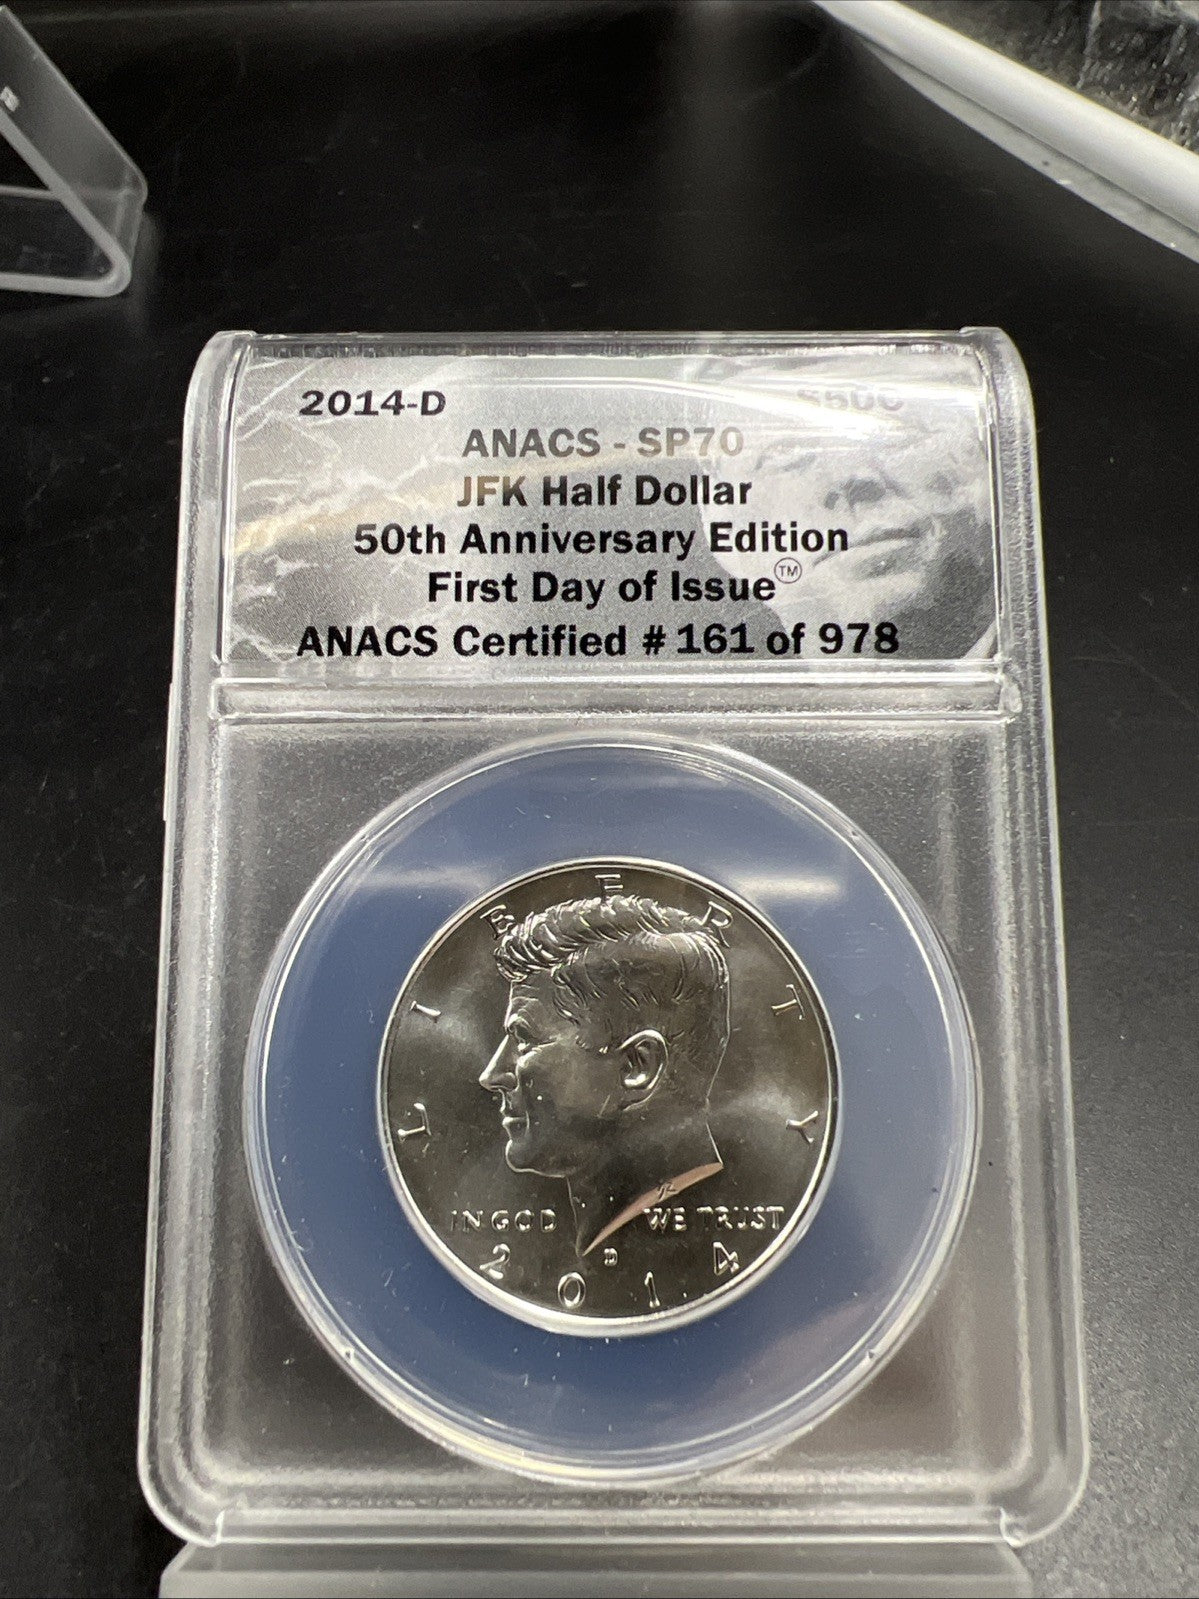 2014-D S50C
ANACS - SP70
JFK Half Dollar
50th Anniversary Edition
First Day of Issue™
ANACS Certified # 161 of 978
LIBERTY
IN GOD WE TRUST
D
2014